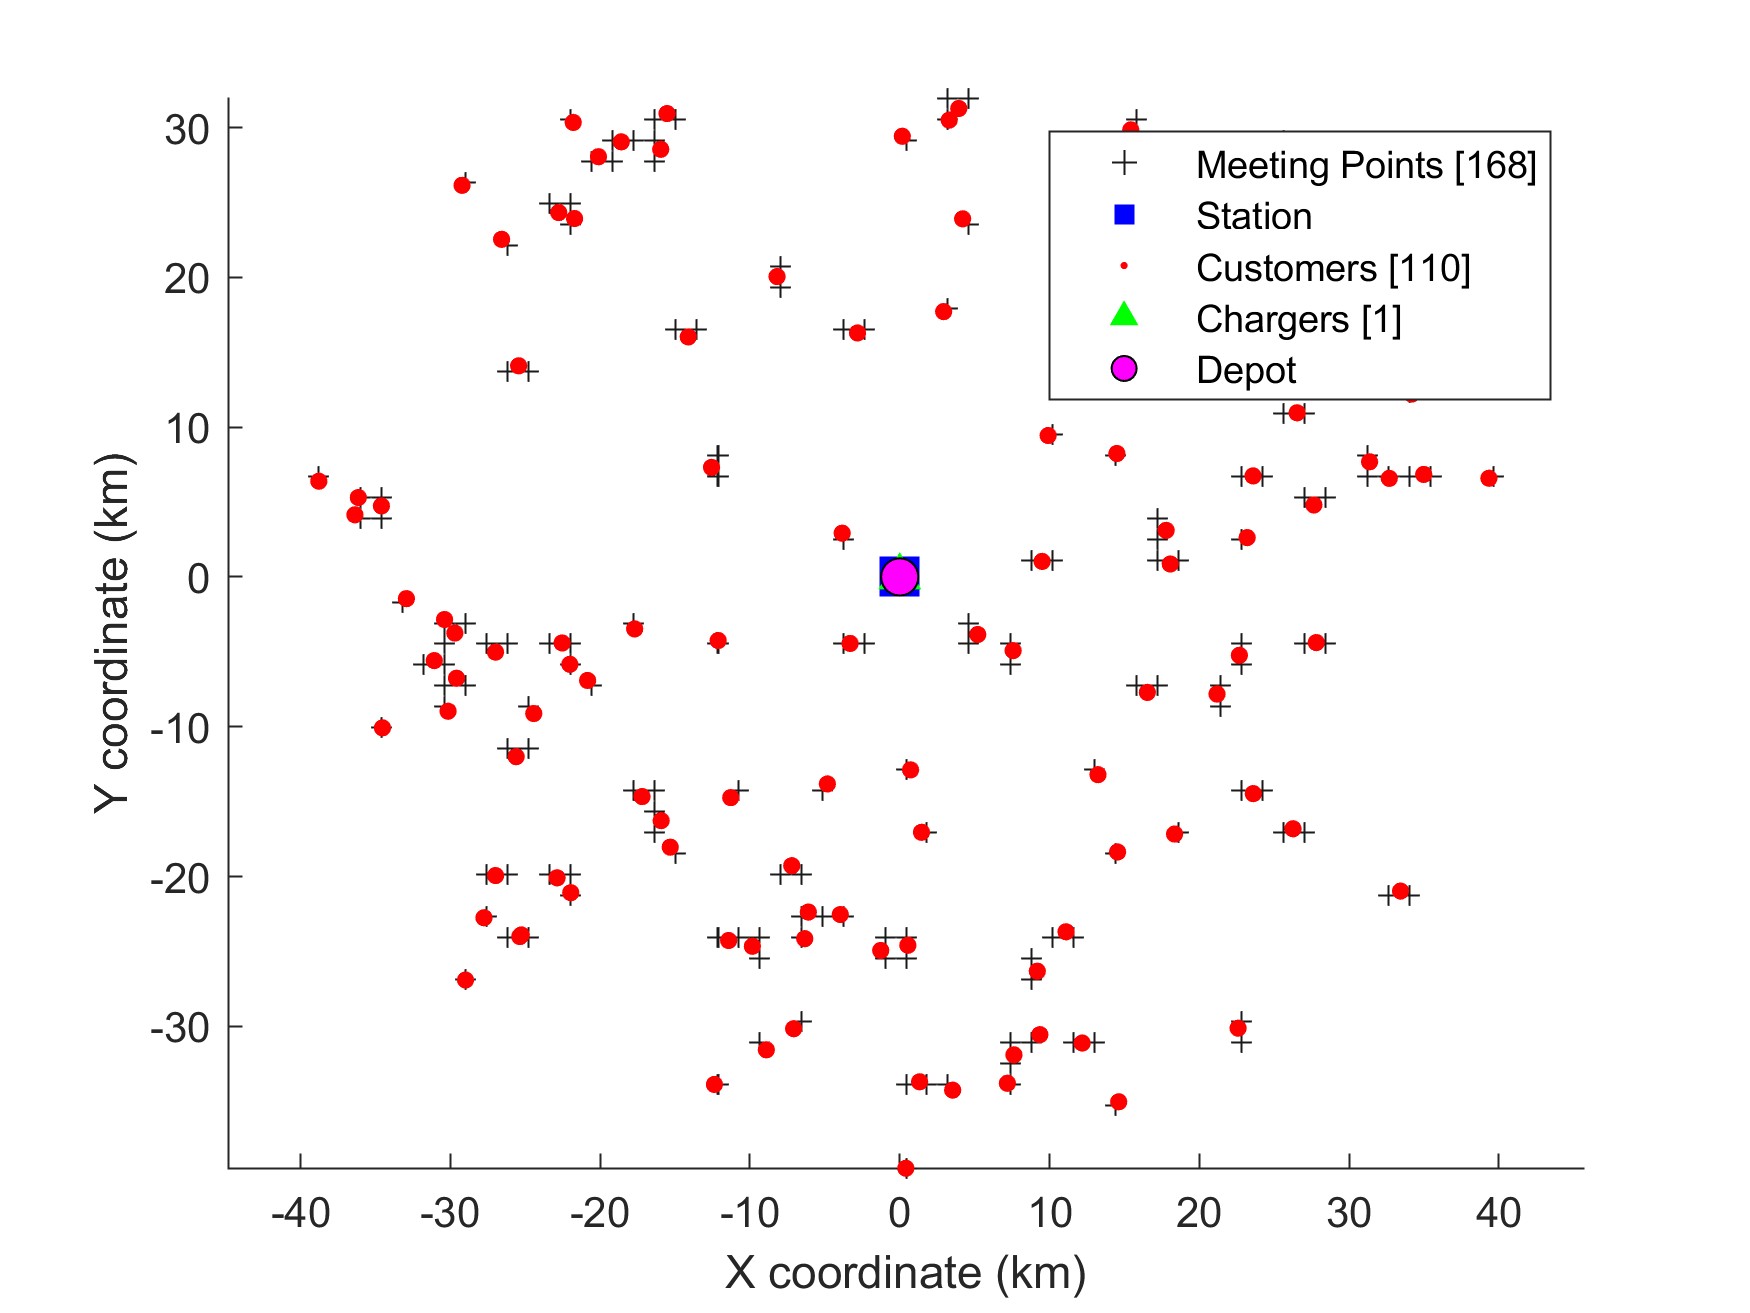 30
20
10
0
-10
-20
-30
Y coordinate (km)
Meeting Points [168]
Station
Customers [110]
Chargers [1]
Depot
-40 -30 -20 -10 0 10 20 30 40
X coordinate (km)